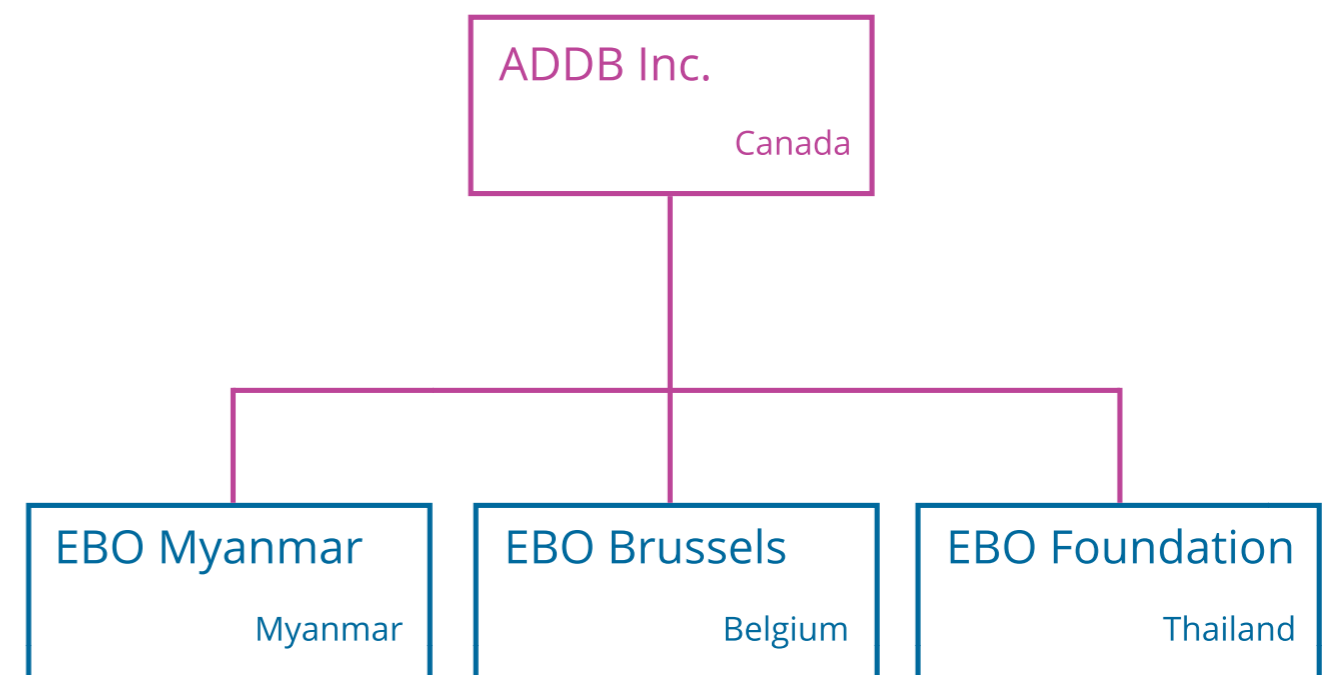 ADDB Inc.
Canada
EBO Myanmar
Myanmar
EBO Brussels
Belgium
EBO Foundation
Thailand